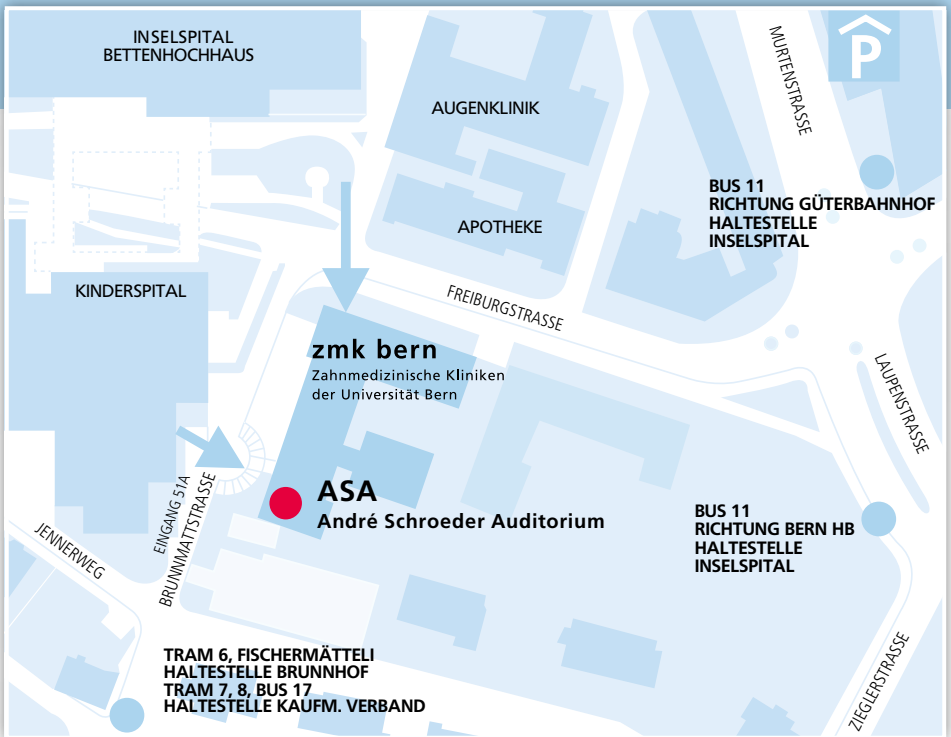 INSELSPITAL
BETTENHOCHHAUS
AUGENKLINIK
MURTENSTRASSE
P
BUS 11
RICHTUNG GÜTERBAHNHOF
HALTESTELLE
INSELSPITAL
APOTHEKE
KINDERSPITAL
FREIBURGSTRASSE
zmk bern
Zahnmedizinische Kliniken
der Universität Bern
LAUPENSTRASSE
EINGANG 51A
BRUNNMATTSTRASSE
ASA
André Schroeder Auditorium
BUS 11
RICHTUNG BERN HB
HALTESTELLE
INSELSPITAL
JENNERWEG
TRAM 6, FISCHERMÄTTELI
HALTESTELLE BRUNNHOF
TRAM 7, 8, BUS 17
HALTESTELLE KAUFM. VERBAND
ZIEGLERSTRASSE